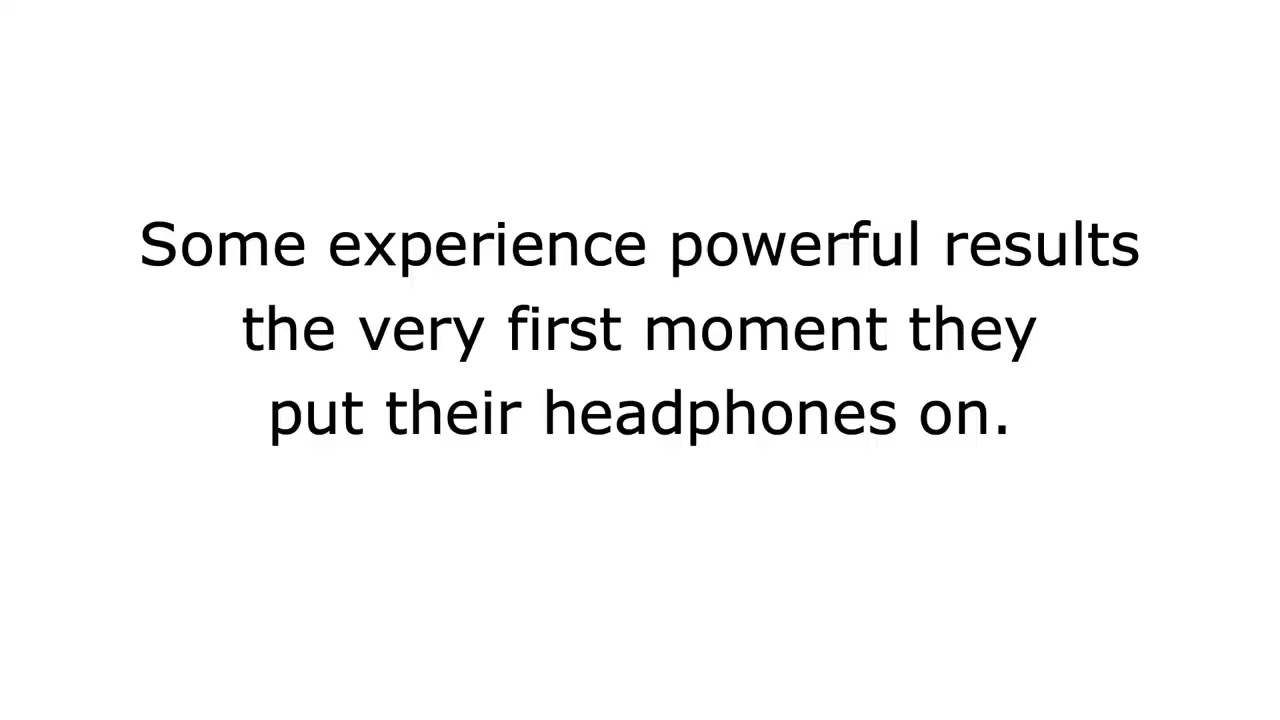 Some experience powerful results
the very first moment they
put their headphones on.